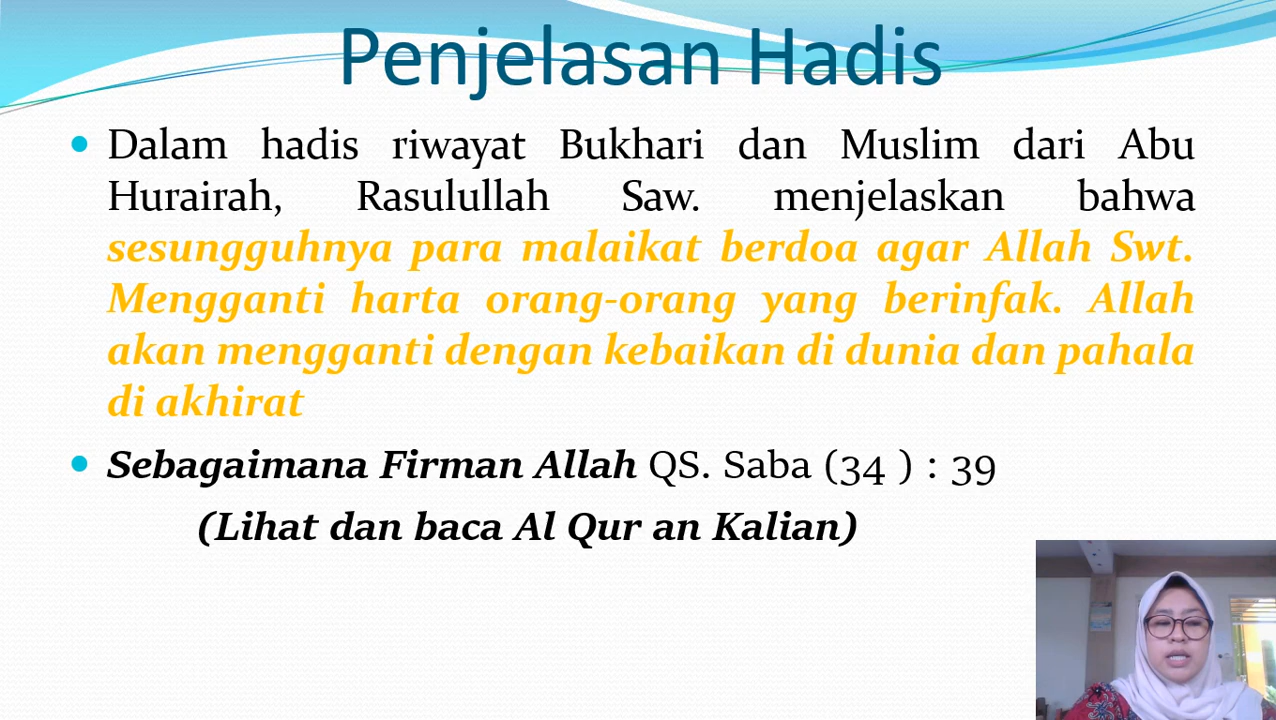 Penjelasan Hadis
• Dalam hadis riwayat Bukhari dan Muslim dari Abu
Hurairah, Rasulullah Saw. menjelaskan bahwa
sesungguhnya para malaikat berdoa agar Allah Swt.
Mengganti harta orang-orang yang berinfak. Allah
akan mengganti dengan kebaikan di dunia dan pahala
di akhirat
• Sebagaimana Firman Allah QS. Saba (34 ) : 39
(Lihat dan baca Al Qur an Kalian)